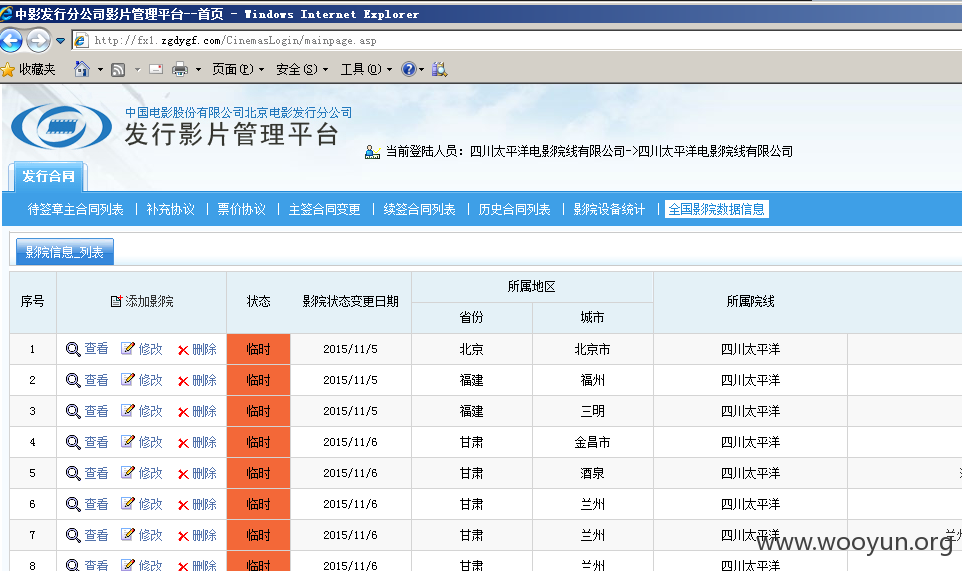 中影发行分公司影片管理平台--首页 - Windows Internet Explorer
http://fx1.zgdygf.com/CinemasLogin/mainpage.asp
收藏夹 页面(P) 安全(S) 工具(O)
中国电影股份有限公司北京电影发行分公司
发行影片管理平台
当前登陆人员：四川太平洋电影院线有限公司->四川太平洋电影院线有限公司
发行合同
待签章主合同列表 | 补充协议 | 票价协议 | 主签合同变更 | 续签合同列表 | 历史合同列表 | 影院设备统计 | 全国影院数据信息
影院信息_列表
序号 添加影院 状态 影院状态变更日期 所属地区 所属院线
省份 城市
1 查看 修改 删除 临时 2015/11/5 北京 北京市 四川太平洋
2 查看 修改 删除 临时 2015/11/5 福建 福州 四川太平洋
3 查看 修改 删除 临时 2015/11/5 福建 三明 四川太平洋
4 查看 修改 删除 临时 2015/11/6 甘肃 金昌市 四川太平洋
5 查看 修改 删除 临时 2015/11/6 甘肃 酒泉 四川太平洋
6 查看 修改 删除 临时 2015/11/6 甘肃 兰州 四川太平洋
7 查看 修改 删除 临时 2015/11/6 甘肃 兰州 四川太平洋
8 查看 修改 删除 临时 2015/11/6 甘肃 兰州 四川太平洋
www.wooyun.org